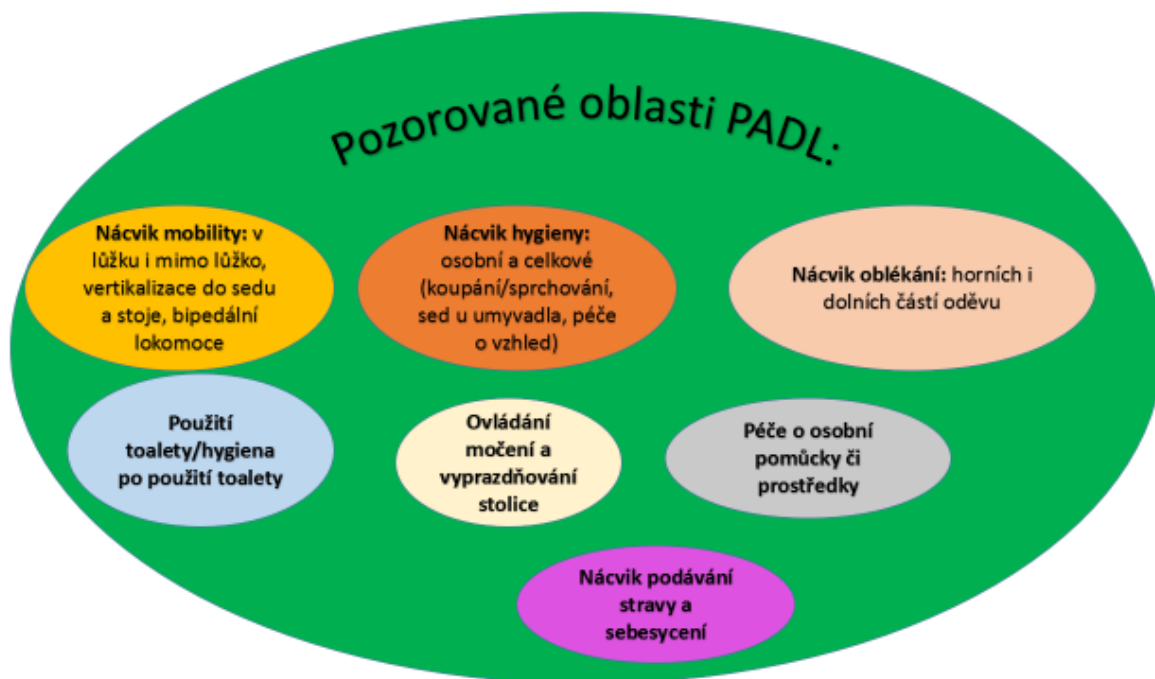 Pozorované oblasti PADL:
Nácvik mobility: v
lůžku i mimo lůžko,
vertikalizace do sedu
a stoje, bipedální
lokomoce
Nácvik hygieny:
osobní a celkové
(koupání/sprchování,
sed u umyvadla, péče
o vzhled)
Nácvik oblékání: horních i
dolních částí oděvu
Použití
toalety/hygiena
po použití toalety
Ovládání
močení a
vyprazdňování
stolice
Péče o osobní
pomůcky či
prostředky
Nácvik podávání
stravy a
sebesycení